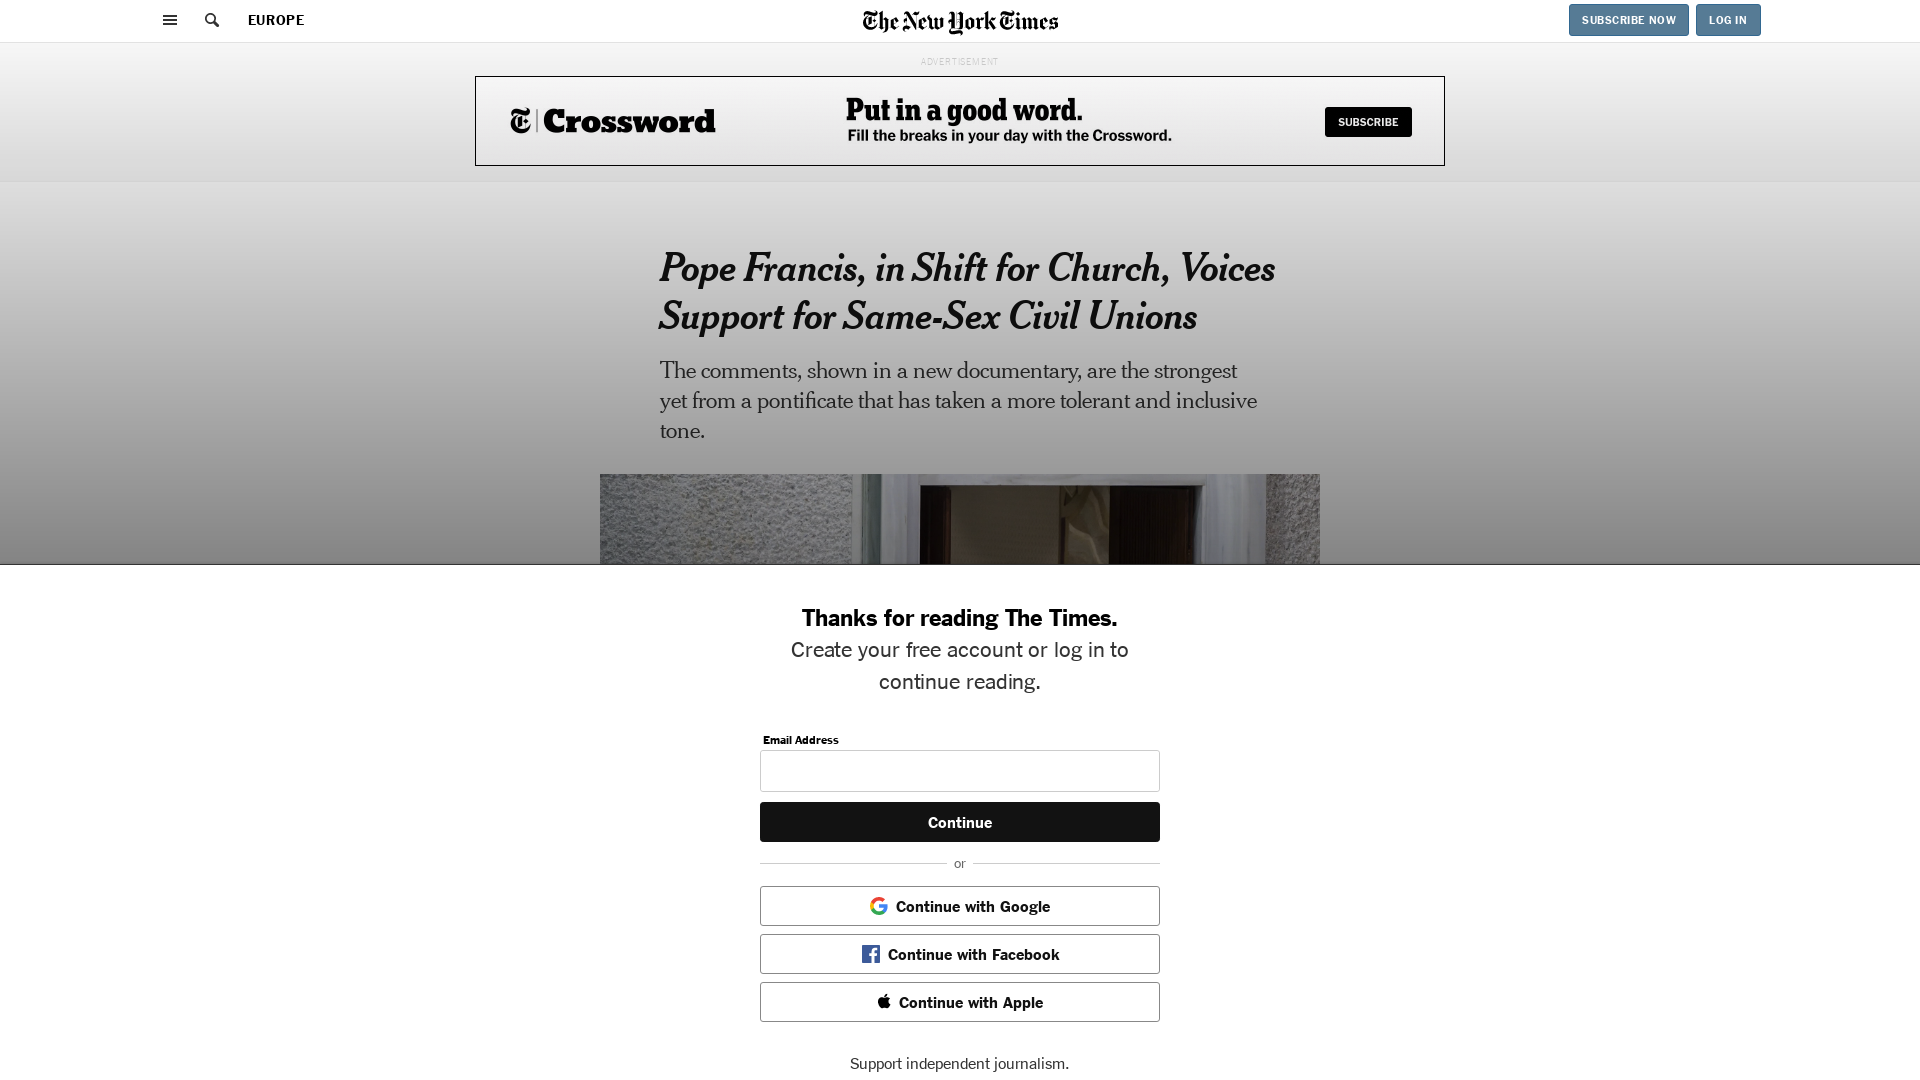 EUROPE
The New York Times
SUBSCRIBE NOW
LOG IN
ADVERTISEMENT
T Crossword
Put in a good word.
Fill the breaks in your day with the Crossword.
SUBSCRIBE
Pope Francis, in Shift for Church, Voices
Support for Same-Sex Civil Unions
The comments, shown in a new documentary, are the strongest
yet from a pontificate that has taken a more tolerant and inclusive
tone.
Thanks for reading The Times.
Create your free account or log in to
continue reading.
Email Address
Continue
or
Continue with Google
Continue with Facebook
Continue with Apple
Support independent journalism.